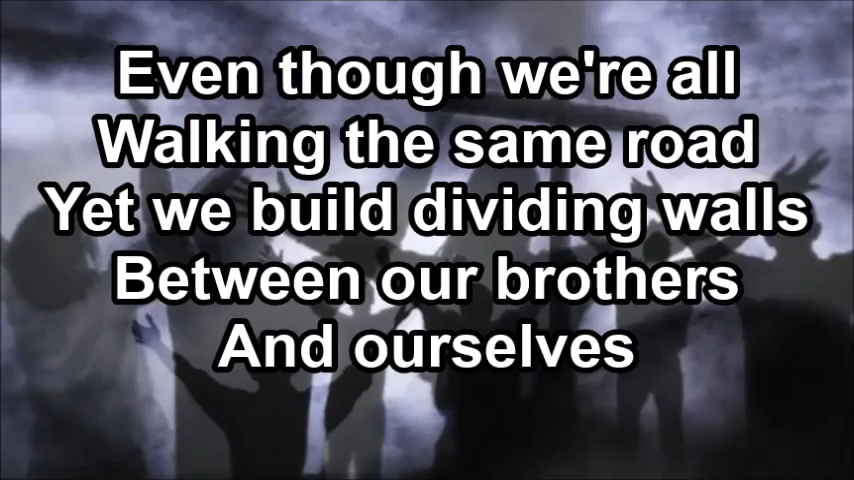 Even though we're all
Walking the same road
Yet we build dividing walls
Between our brothers
And ourselves